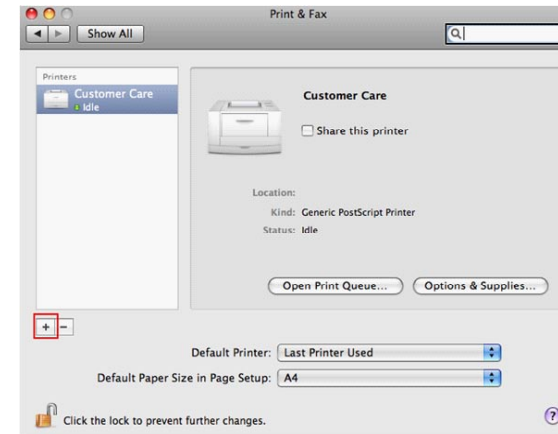 Print & Fax
Show All
Printers
Customer Care
Idle
Customer Care
Share this printer
Location:
Kind: Generic PostScript Printer
Status: Idle
Open Print Queue... Options & Supplies...
+ −
Default Printer: Last Printer Used
Default Paper Size in Page Setup: A4
Click the lock to prevent further changes.
?